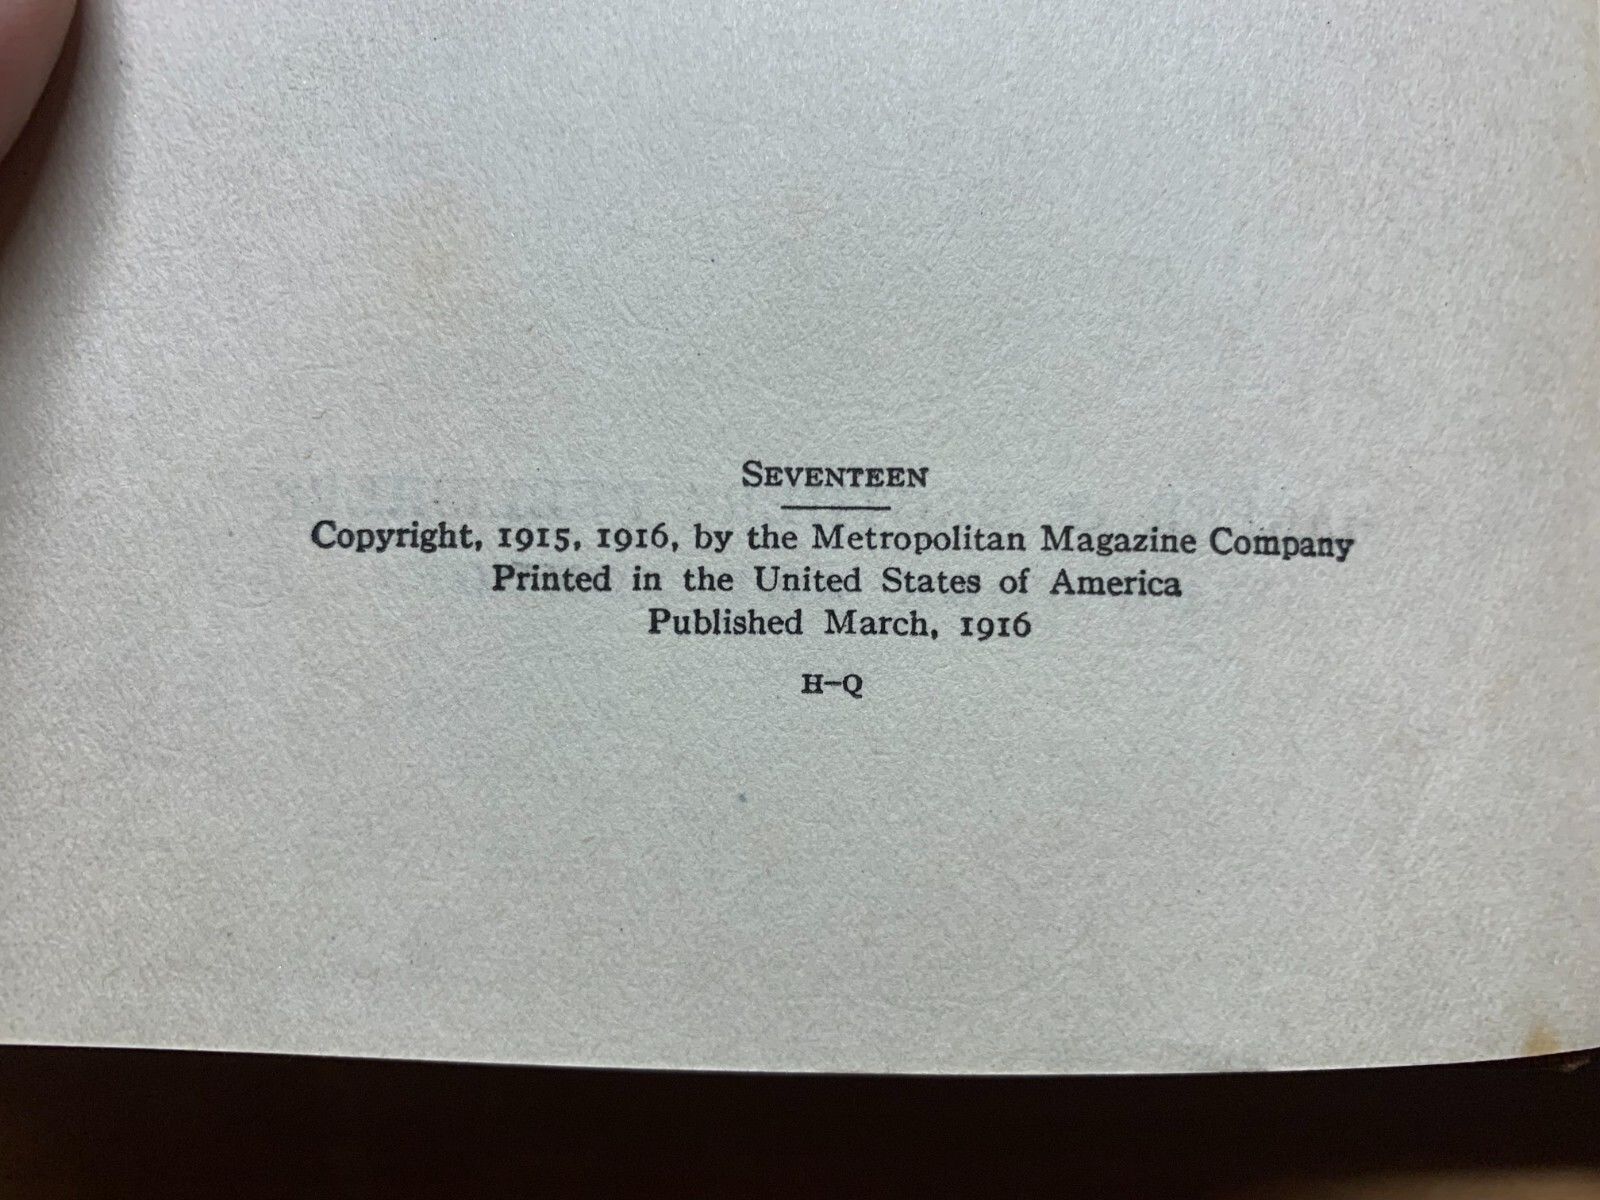 SEVENTEEN
Copyright, 1915, 1916, by the Metropolitan Magazine Company
Printed in the United States of America
Published March, 1916
H–Q